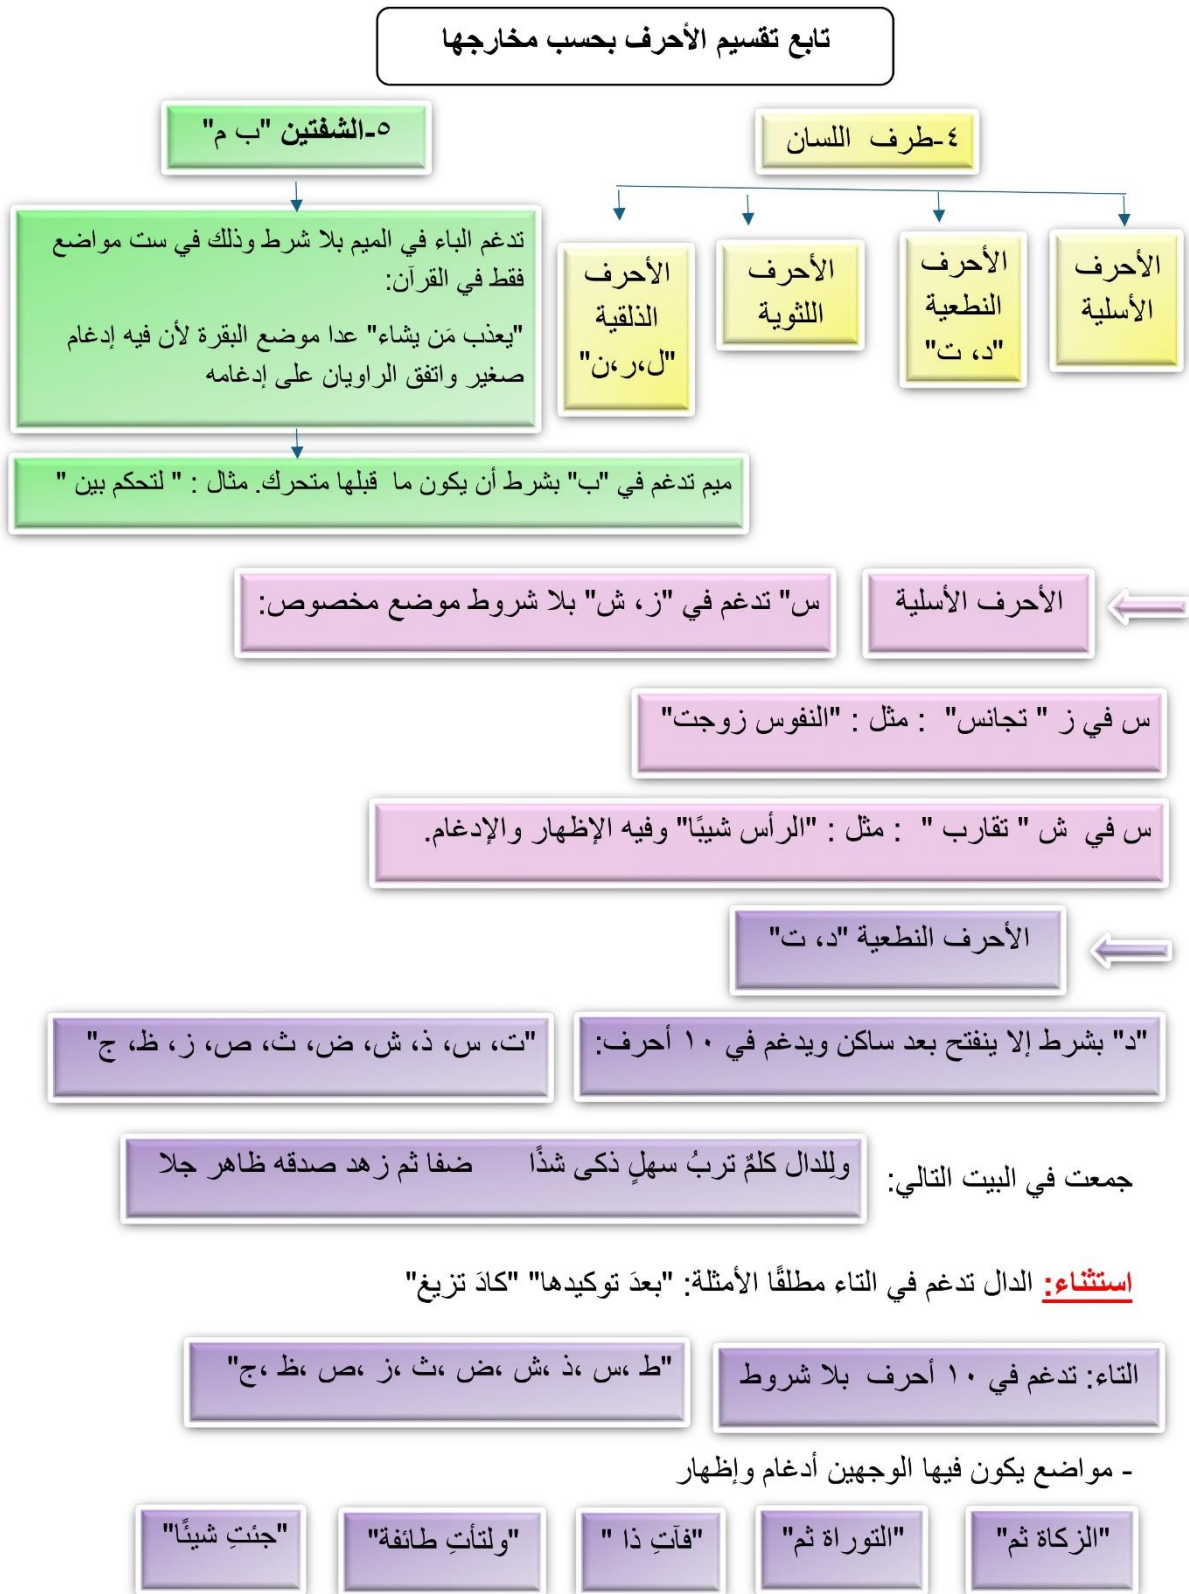 تابع تقسيم الأحرف بحسب مخارجها
٤-طرف اللسان
الأحرف
الأسلية
الأحرف
النطعية
"د، ت"
الأحرف
اللثوية
الأحرف
الذلقية
"ل،ر،ن"
٥-الشفتين "ب م"
تدغم الباء في الميم بلا شرط وذلك في ست مواضع
فقط في القرآن:
"يعذب مَن يشاء" عدا موضع البقرة لأن فيه إدغام
صغير واتفق الراويان على إدغامه
ميم تدغم في "ب" بشرط أن يكون ما قبلها متحرك. مثال : " لتحكم بين "
الأحرف الأسلية
س" تدغم في "ز، ش" بلا شروط موضع مخصوص:
س في ز " تجانس" : مثل : "النفوس زوجت"
س في ش " تقارب " : مثل : "الرأس شيبًا" وفيه الإظهار والإدغام.
الأحرف النطعية "د، ت"
"د" بشرط إلا ينفتح بعد ساكن ويدغم في ١٠ أحرف:
"ت، س، ذ، ش، ض، ث، ص، ز، ظ، ج"
جمعت في البيت التالي:
ولِلدال كلمٌ تربُ سهلٍ ذكى شذًا ضفا ثم زهد صدقه ظاهر جلا
استثناء: الدال تدغم في التاء مطلقًا الأمثلة: "بعدَ توكيدها" "كادَ تزيغ"
التاء: تدغم في ١٠ أحرف بلا شروط
"ط ،س ،ذ ،ش ،ض ،ث ،ز ،ص ،ظ ،ج"
- مواضع يكون فيها الوجهين أدغام وإظهار
"الزكاة ثم"
"التوراة ثم"
"فآتِ ذا "
"ولتأتِ طائفة"
"جئتِ شيئًا"